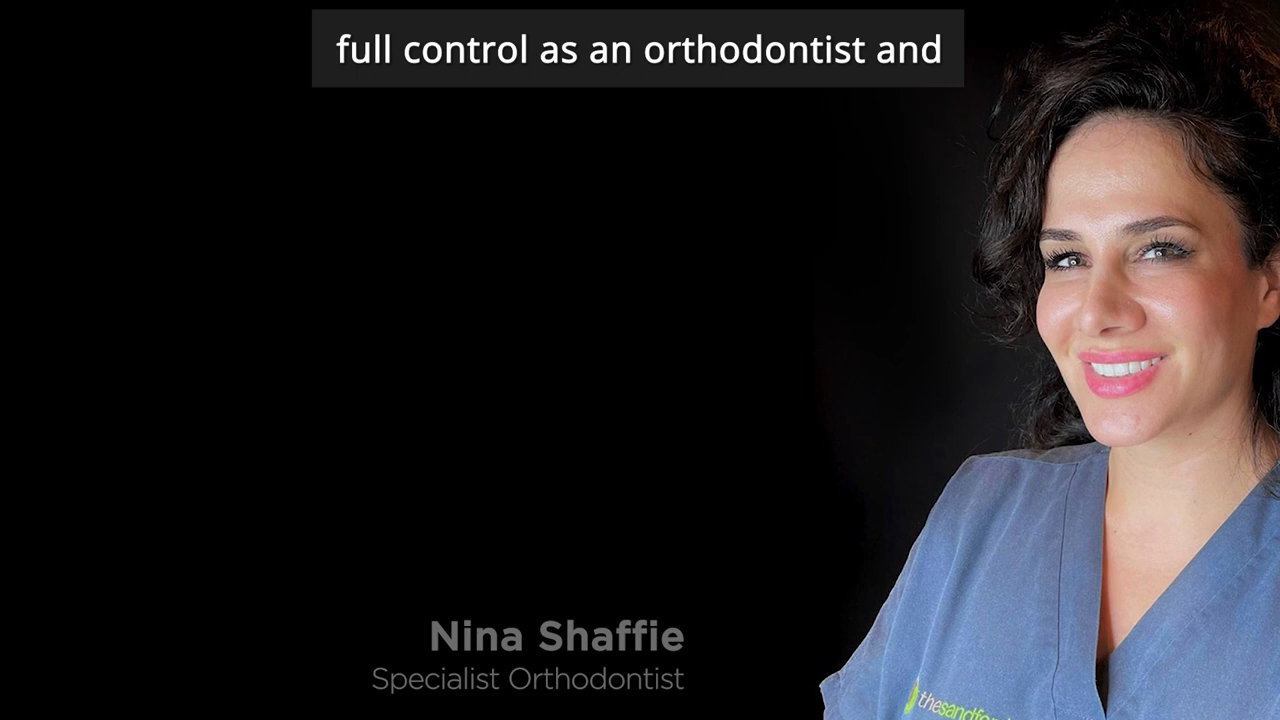 full control as an orthodontist and
Nina Shaffie
Specialist Orthodontist